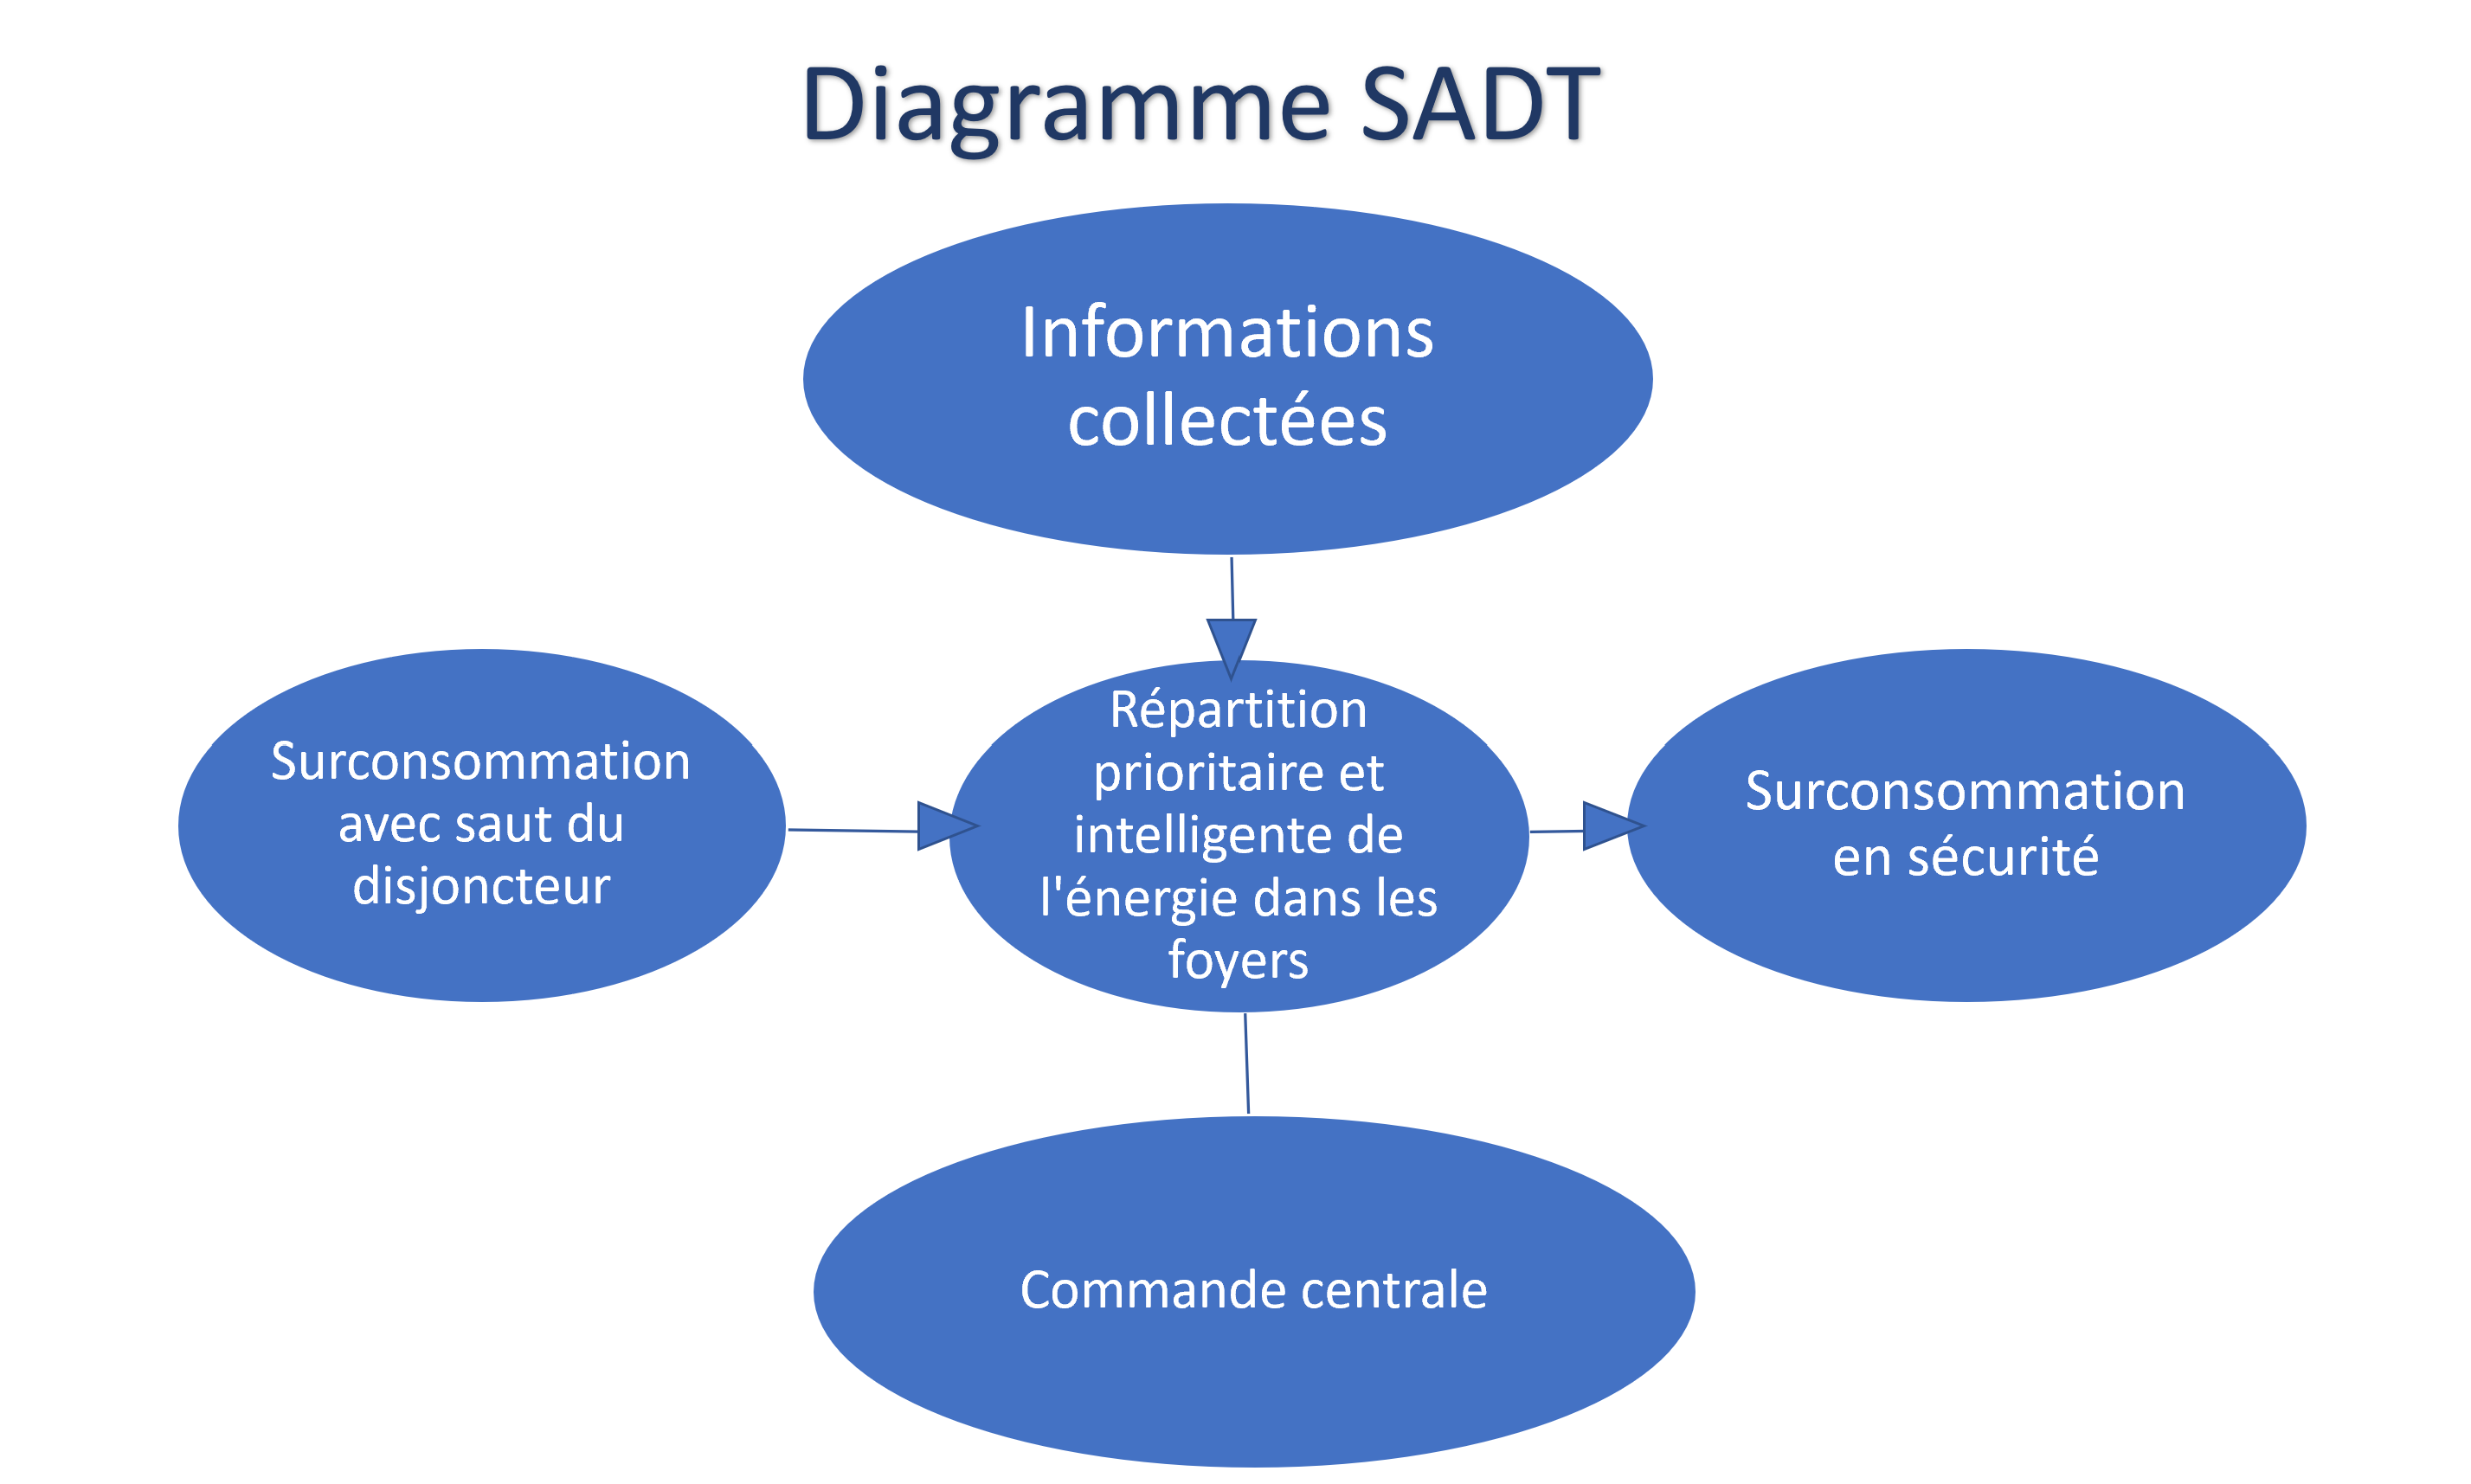 Diagramme SADT
Informations
collectées
Surconsommation
avec saut du
disjoncteur
Répartition
prioritaire et
intelligente de
l'énergie dans les
foyers
Surconsommation
en sécurité
Commande centrale